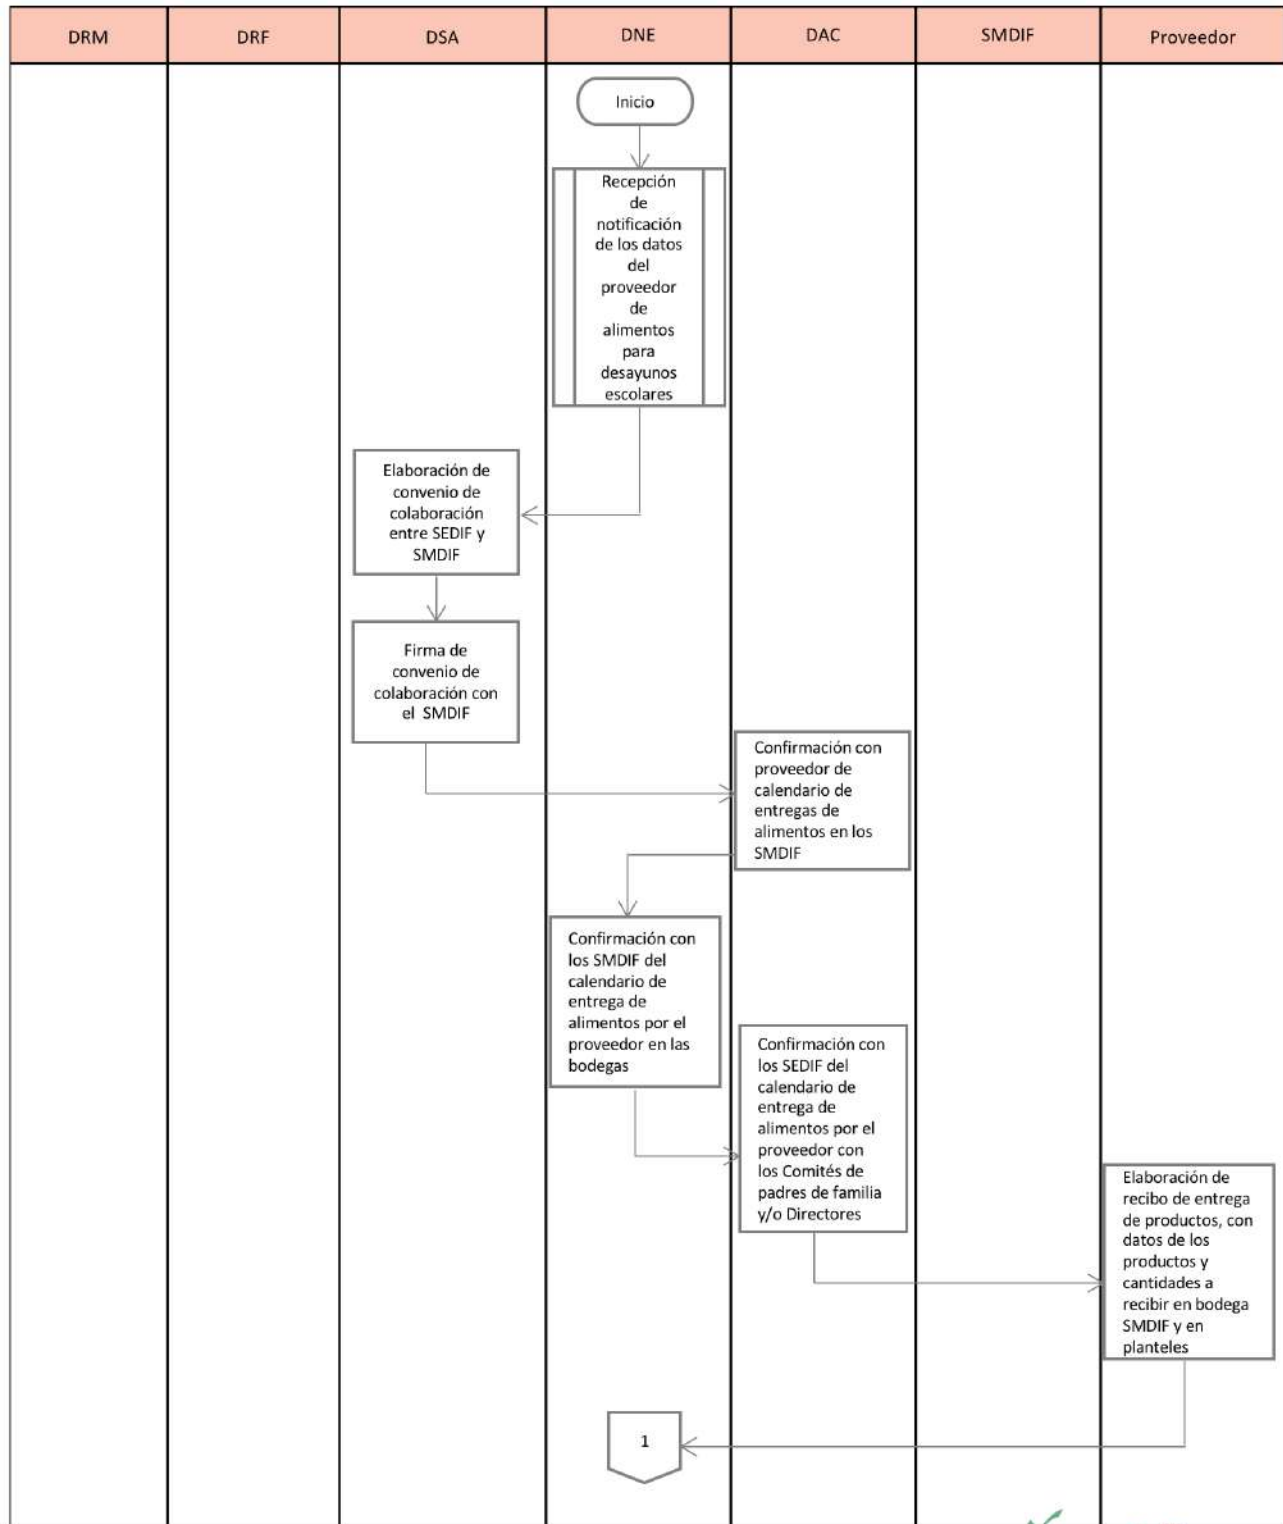 DRM
DRF
DSA
DNE
DAC
SMDIF
Proveedor
Inicio
Recepción
de
notificación
de los datos
del
proveedor
de
alimentos
para
desayunos
escolares
Elaboración de
convenio de
colaboración
entre SEDIF y
SMDIF
Firma de
convenio de
colaboración con
el SMDIF
Confirmación con
proveedor de
calendario de
entregas de
alimentos en los
SMDIF
Confirmación con
los SMDIF del
calendario de
entrega de
alimentos por el
proveedor en las
bodegas
Confirmación con
los SEDIF del
calendario de
entrega de
alimentos por el
proveedor con
los Comités de
padres de familia
y/o Directores
Elaboración de
recibo de entrega
de productos, con
datos de los
productos y
cantidades a
recibir en bodega
SMDIF y en
planteles
1